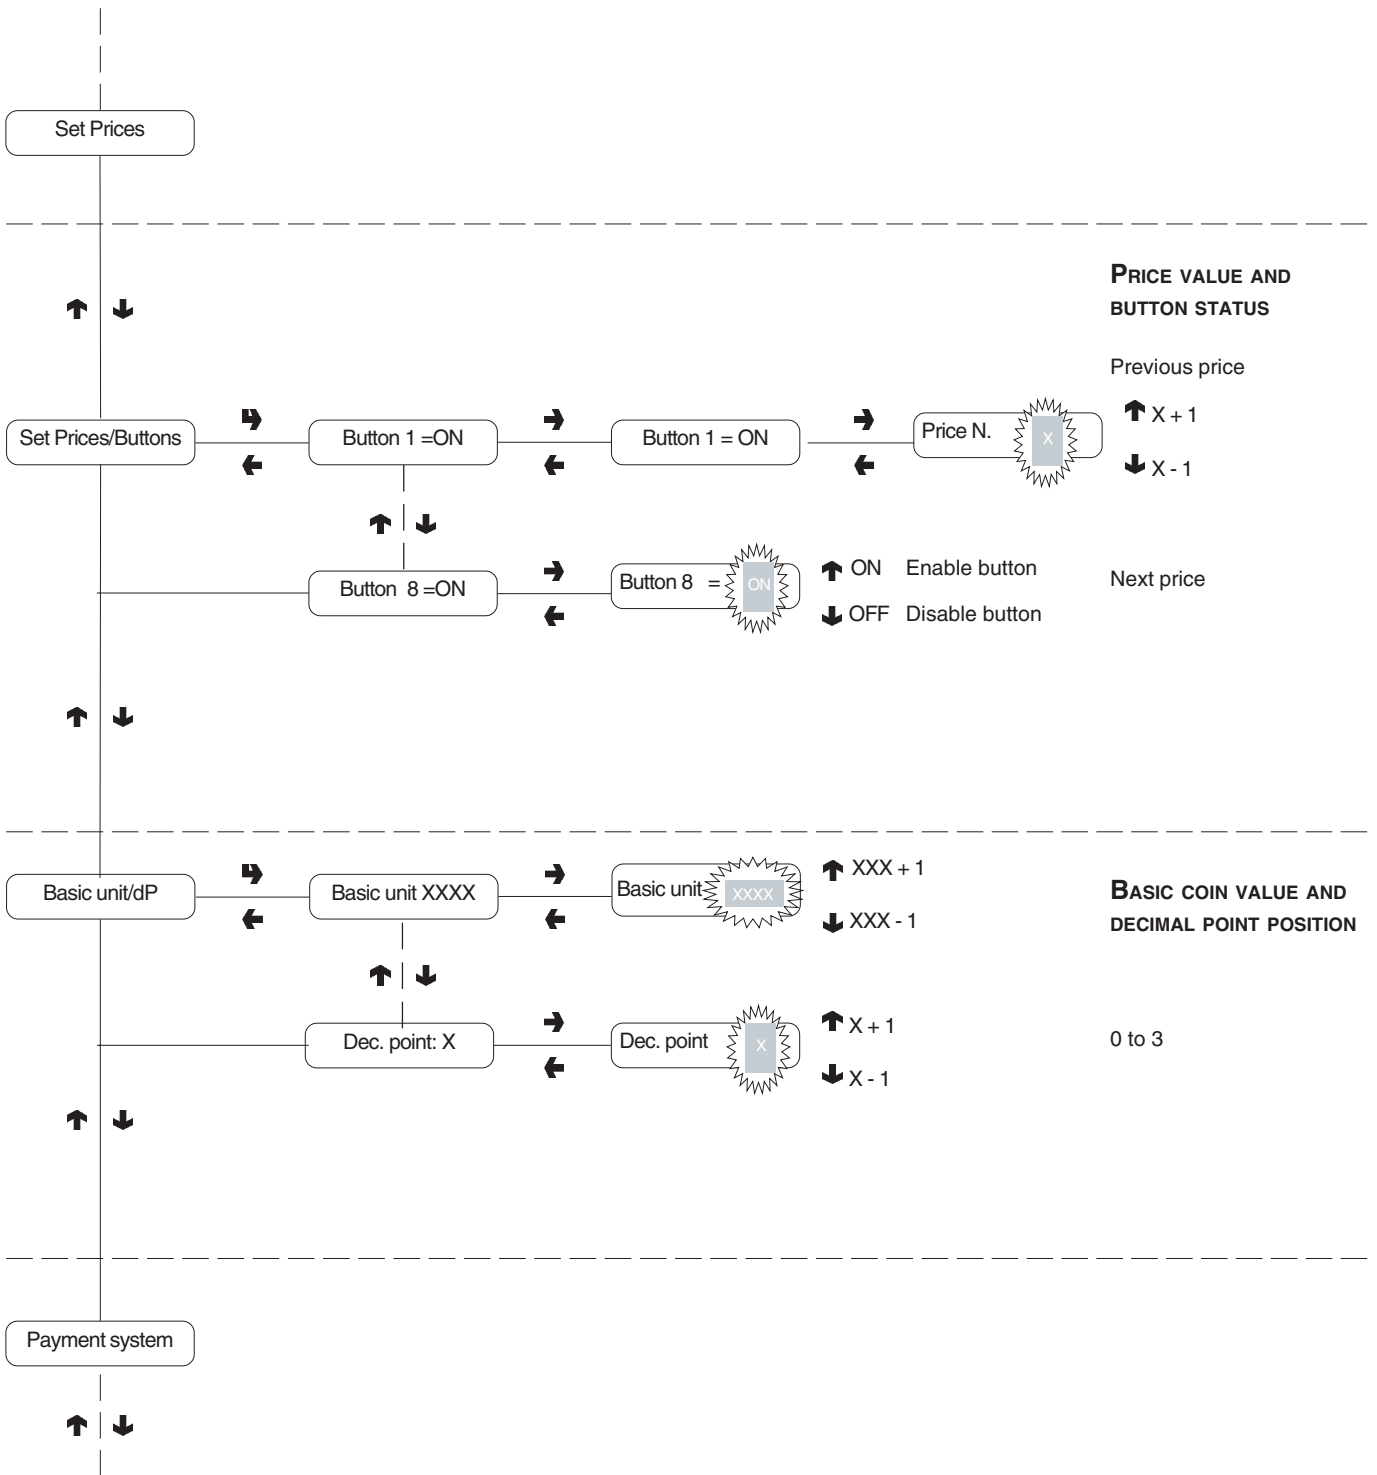 Set Prices
PRICE VALUE AND
BUTTON STATUS
Previous price
Set Prices/Buttons
Button 1 =ON
Button 1 = ON
Price N. X
X + 1
X - 1
Button 8 =ON
Button 8 = ON
ON Enable button
OFF Disable button
Next price
Basic unit/dP
Basic unit XXXX
Basic unit XXXX
XXX + 1
XXX - 1
BASIC COIN VALUE AND
DECIMAL POINT POSITION
Dec. point: X
Dec. point X
X + 1
X - 1
0 to 3
Payment system